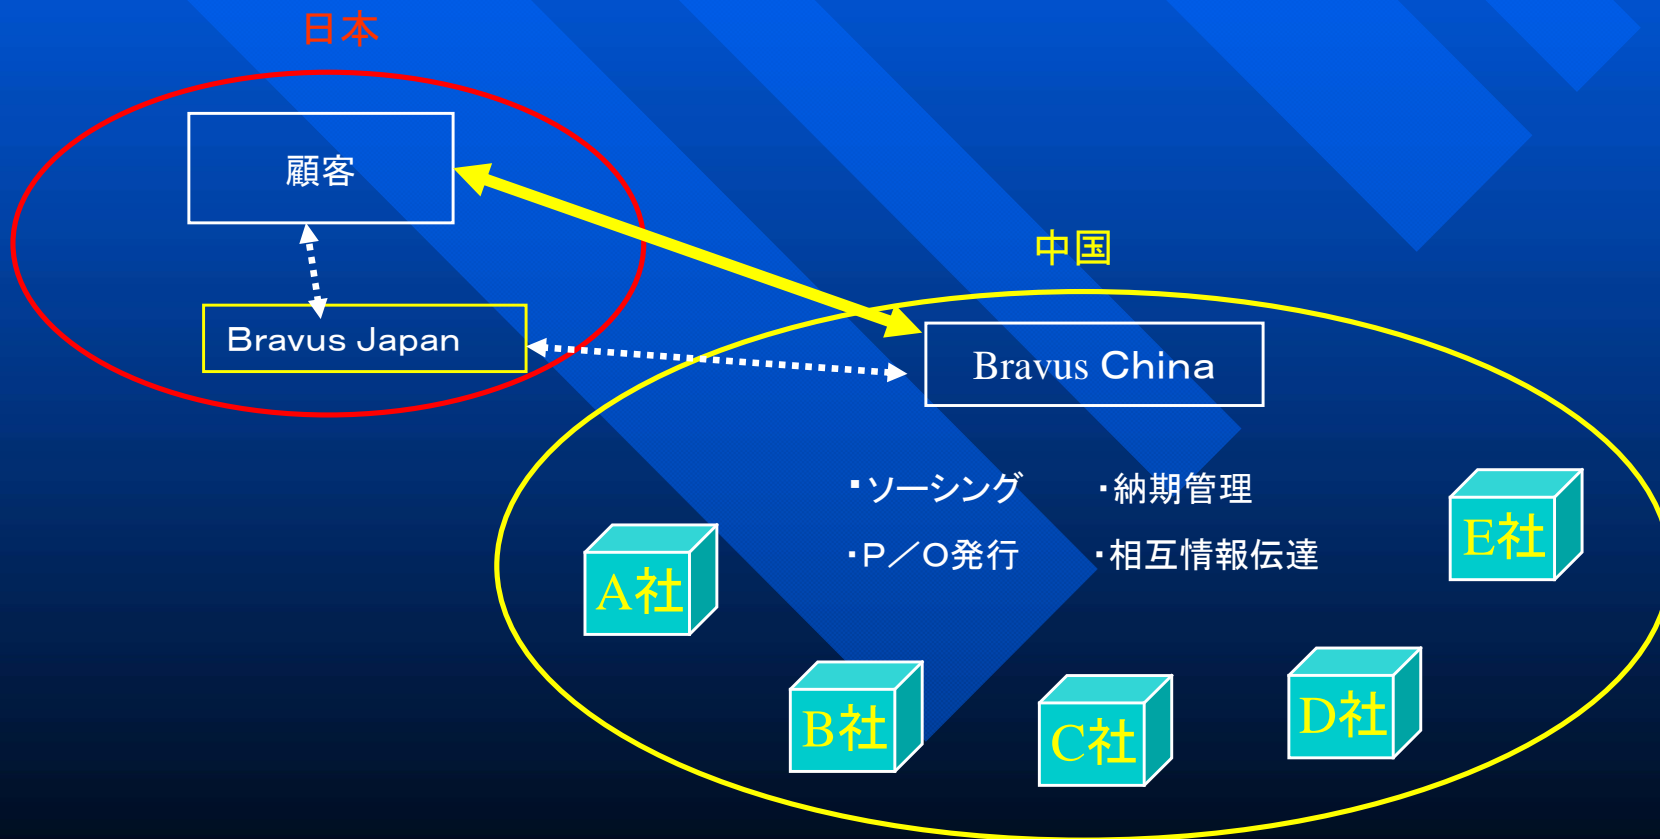 日本
顧客
中国
Bravus Japan
Bravus China
・ソーシング ・納期管理
・P／O発行 ・相互情報伝達
E社
A社
B社
C社
D社